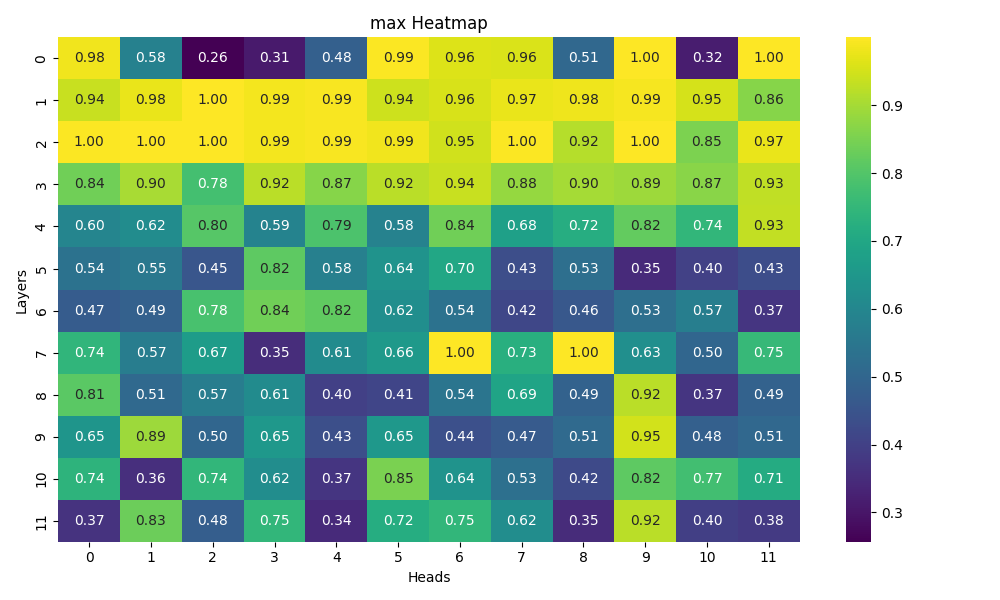 max Heatmap
0 0.98 0.58 0.26 0.31 0.48 0.99 0.96 0.96 0.51 1.00 0.32 1.00
1 0.94 0.98 1.00 0.99 0.99 0.94 0.96 0.97 0.98 0.99 0.95 0.86
2 1.00 1.00 1.00 0.99 0.99 0.99 0.95 1.00 0.92 1.00 0.85 0.97
3 0.84 0.90 0.78 0.92 0.87 0.92 0.94 0.88 0.90 0.89 0.87 0.93
4 0.60 0.62 0.80 0.59 0.79 0.58 0.84 0.68 0.72 0.82 0.74 0.93
5 0.54 0.55 0.45 0.82 0.58 0.64 0.70 0.43 0.53 0.35 0.40 0.43
6 0.47 0.49 0.78 0.84 0.82 0.62 0.54 0.42 0.46 0.53 0.57 0.37
7 0.74 0.57 0.67 0.35 0.61 0.66 1.00 0.73 1.00 0.63 0.50 0.75
8 0.81 0.51 0.57 0.61 0.40 0.41 0.54 0.69 0.49 0.92 0.37 0.49
9 0.65 0.89 0.50 0.65 0.43 0.65 0.44 0.47 0.51 0.95 0.48 0.51
10 0.74 0.36 0.74 0.62 0.37 0.85 0.64 0.53 0.42 0.82 0.77 0.71
11 0.37 0.83 0.48 0.75 0.34 0.72 0.75 0.62 0.35 0.92 0.40 0.38
0 1 2 3 4 5 6 7 8 9 10 11
Heads
Layers
0.9
0.8
0.7
0.6
0.5
0.4
0.3